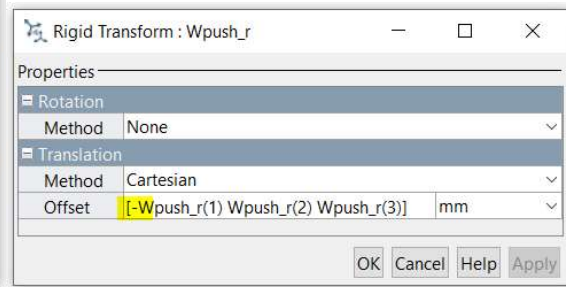 Rigid Transform : Wpush_r
Properties
Rotation
Method None
Translation
Method Cartesian
Offset [-Wpush_r(1) Wpush_r(2) Wpush_r(3)] mm
OK Cancel Help Apply